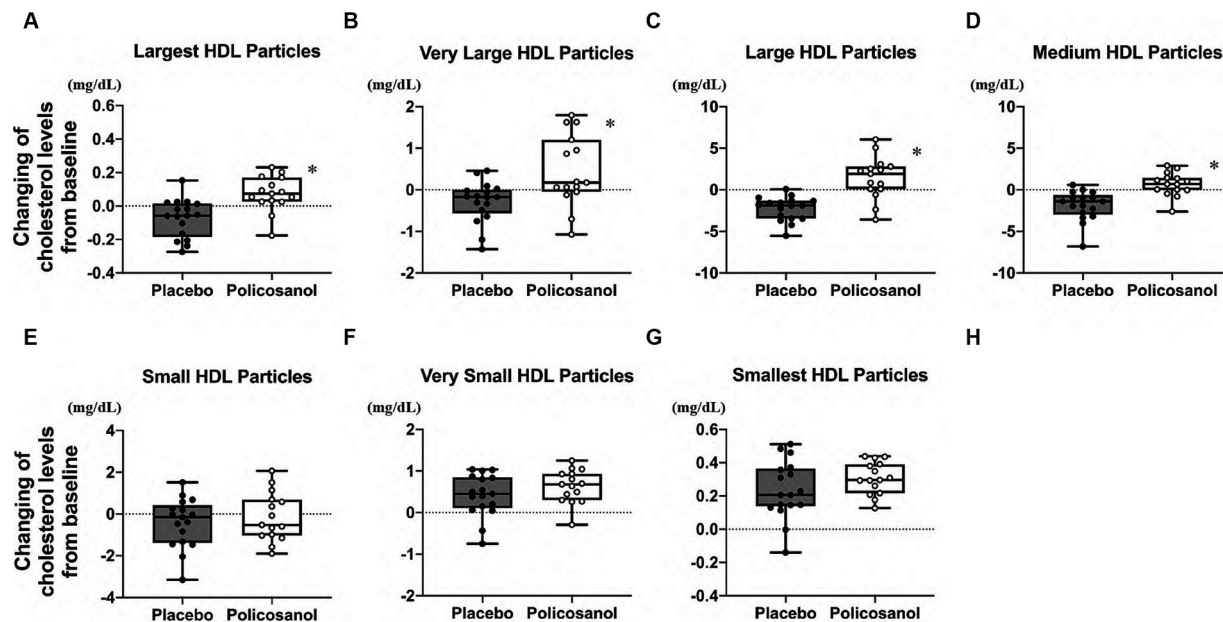 A
B
C
D
Largest HDL Particles
Very Large HDL Particles
Large HDL Particles
Medium HDL Particles
Changing of
cholesterol levels
from baseline
(mg/dL)
0.6
0.4
0.2
0.0
-0.2
-0.4
*
Placebo Policosanol
(mg/dL)
2
1
0
-1
-2
*
Placebo Policosanol
(mg/dL)
10
5
0
-5
-10
*
Placebo Policosanol
(mg/dL)
10
5
0
-5
-10
*
Placebo Policosanol
E
F
G
H
Small HDL Particles
Very Small HDL Particles
Smallest HDL Particles
Changing of
cholesterol levels
from baseline
(mg/dL)
4
2
0
-2
-4
Placebo Policosanol
(mg/dL)
2
1
0
1
2
Placebo Policosanol
(mg/dL)
0.6
0.4
0.2
0.0
-0.2
0.4
Placebo Policosanol